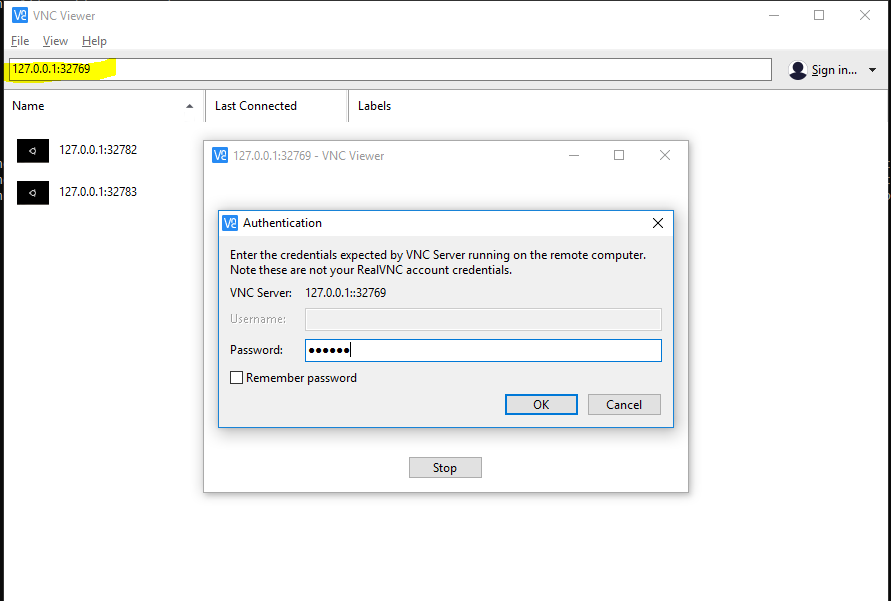 VNC Viewer
File View Help
127.0.0.1:32769
Sign in...
Name Last Connected Labels
127.0.0.1:32782
127.0.0.1:32783
127.0.0.1:32769 - VNC Viewer
Authentication
Enter the credentials expected by VNC Server running on the remote computer.
Note these are not your RealVNC account credentials.
VNC Server: 127.0.0.1::32769
Username:
Password: ••••••
Remember password
OK Cancel
Stop